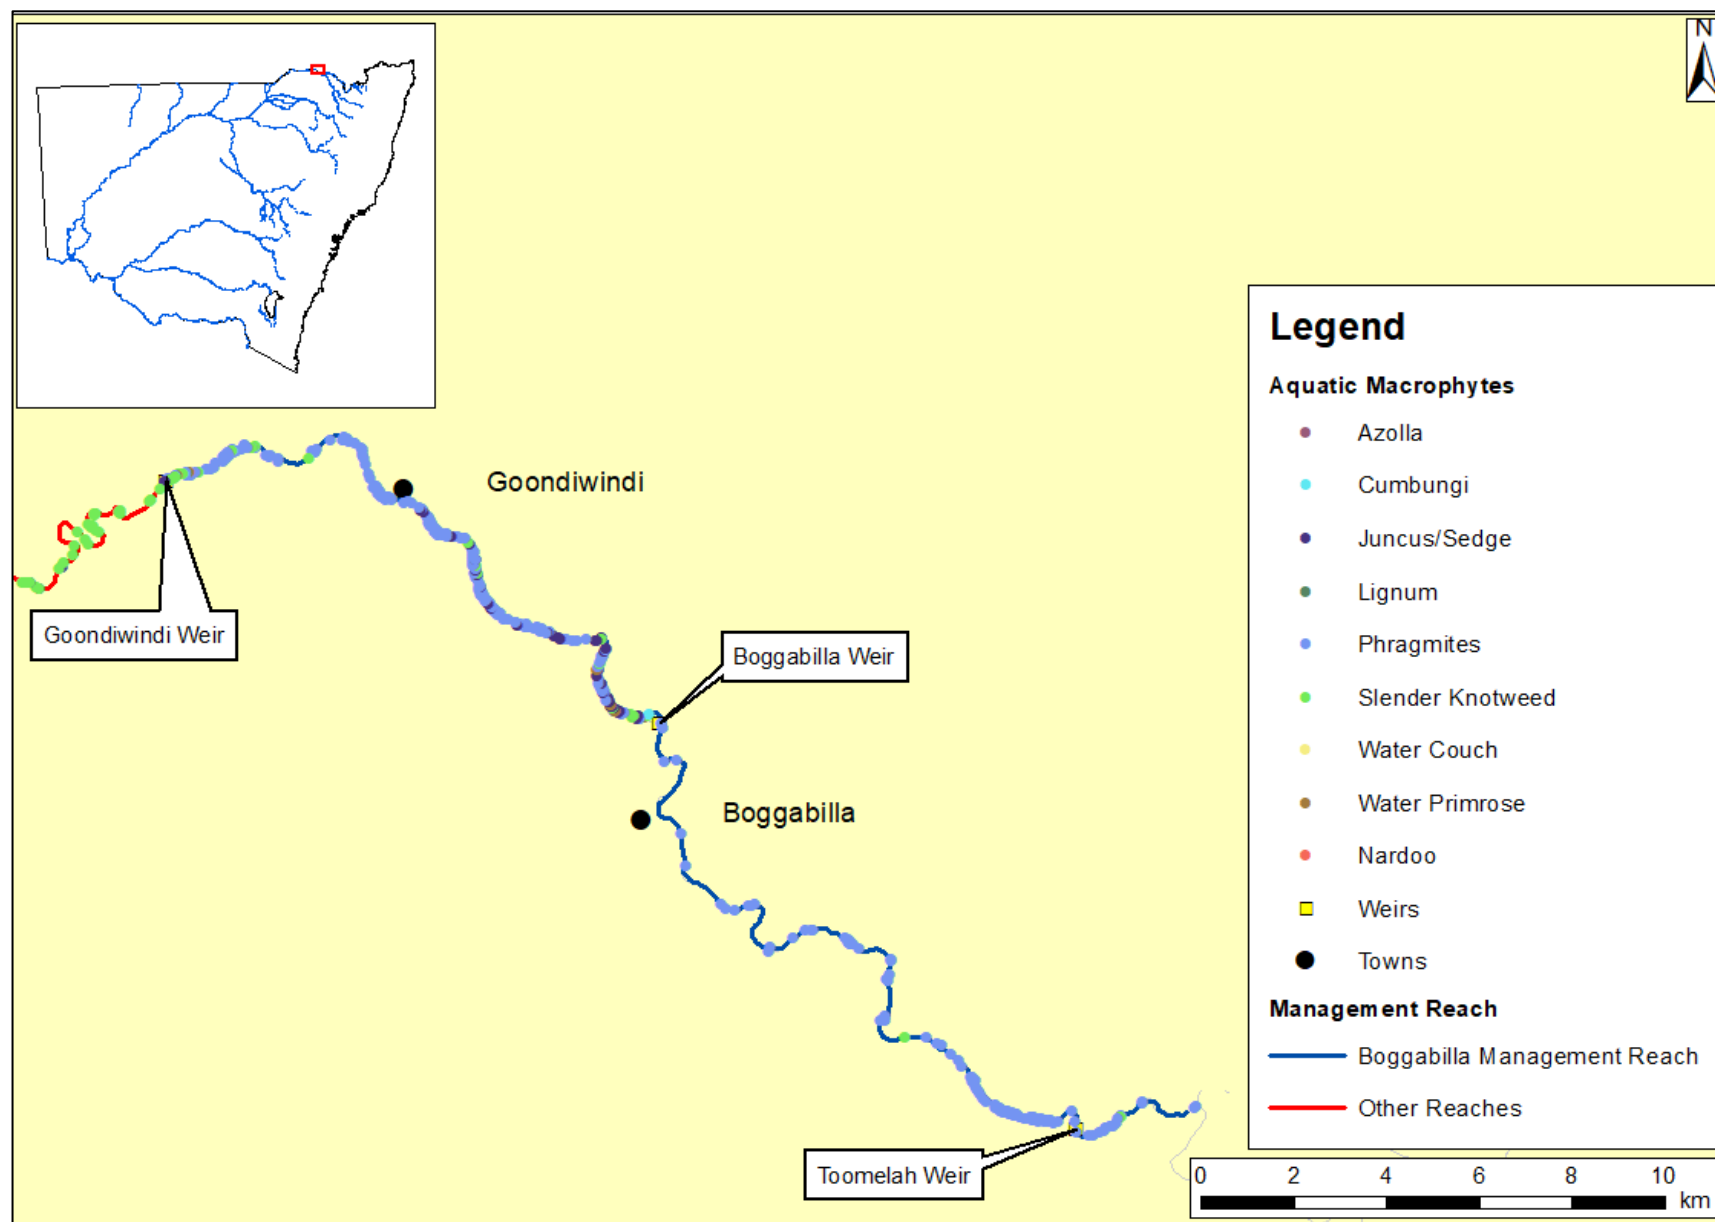 N
Goondiwindi
Goondiwindi Weir
Boggabilla Weir
Boggabilla
Toomelah Weir
Legend
Aquatic Macrophytes
Azolla
Cumbungi
Juncus/Sedge
Lignum
Phragmites
Slender Knotweed
Water Couch
Water Primrose
Nardoo
Weirs
Towns
Management Reach
Boggabilla Management Reach
Other Reaches
0 2 4 6 8 10
km